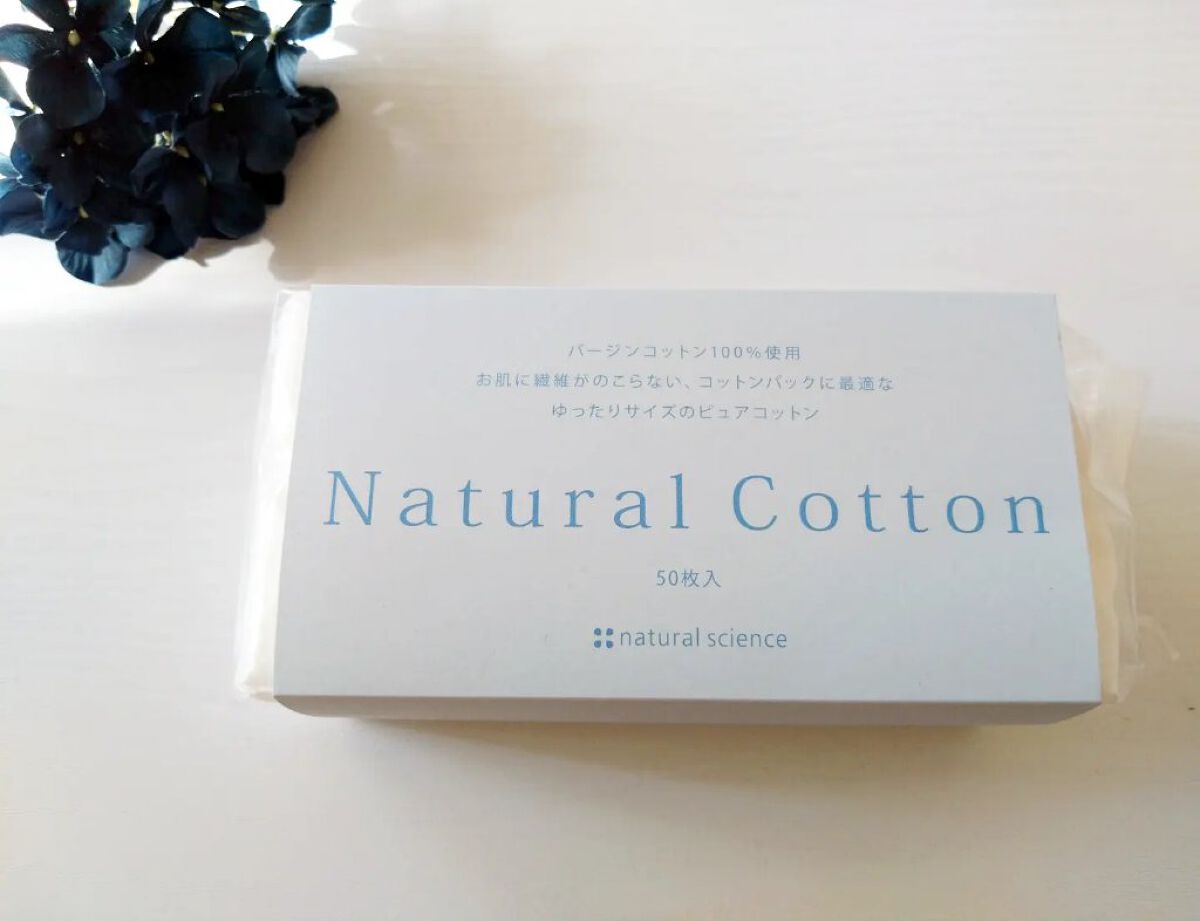 バージンコットン100%使用
お肌に繊維がのこらない、コットンパックに最適な
ゆったりサイズのピュアコットン
Natural Cotton
50枚入
natural science